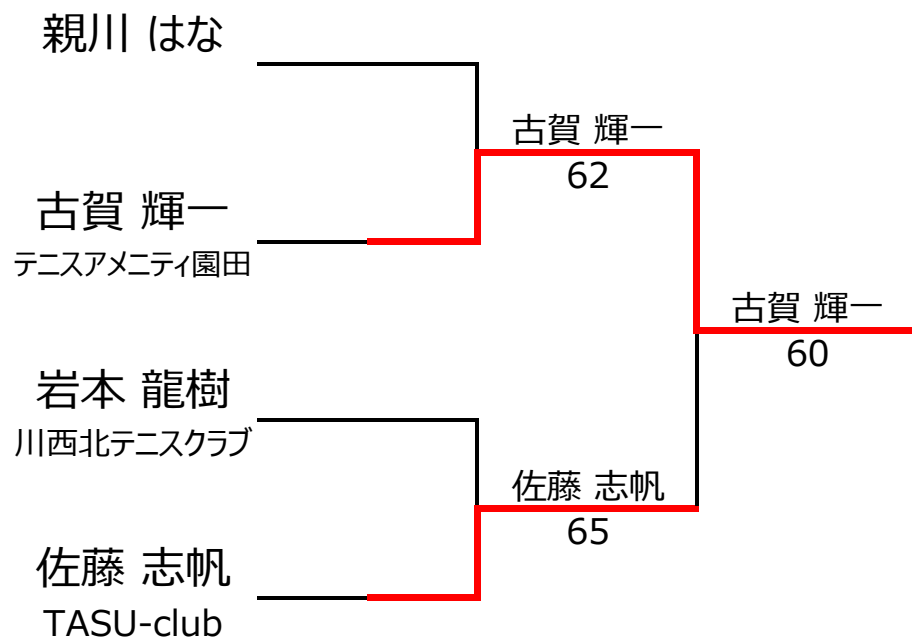 親川 はな
古賀 輝一
テニスアメニティ園田
岩本 龍樹
川西北テニスクラブ
佐藤 志帆
TASU-club
古賀 輝一
62
佐藤 志帆
65
古賀 輝一
60